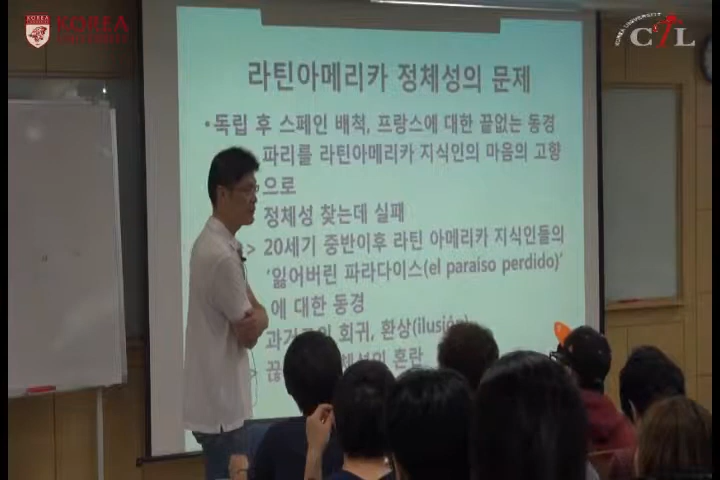 KOREA
UNIVERSITY
KOREA UNIVERSITY
CTL
라틴아메리카 정체성의 문제
•독립 후 스페인 배척, 프랑스에 대한 끝없는 동경
파리를 라틴아메리카 지식인의 마음의 고향
으로
정체성 찾는데 실패
> 20세기 중반이후 라틴 아메리카 지식인들의
'잃어버린 파라다이스(el paraíso perdido)'
에 대한 동경
회귀, 환상(ilusión)
혼란